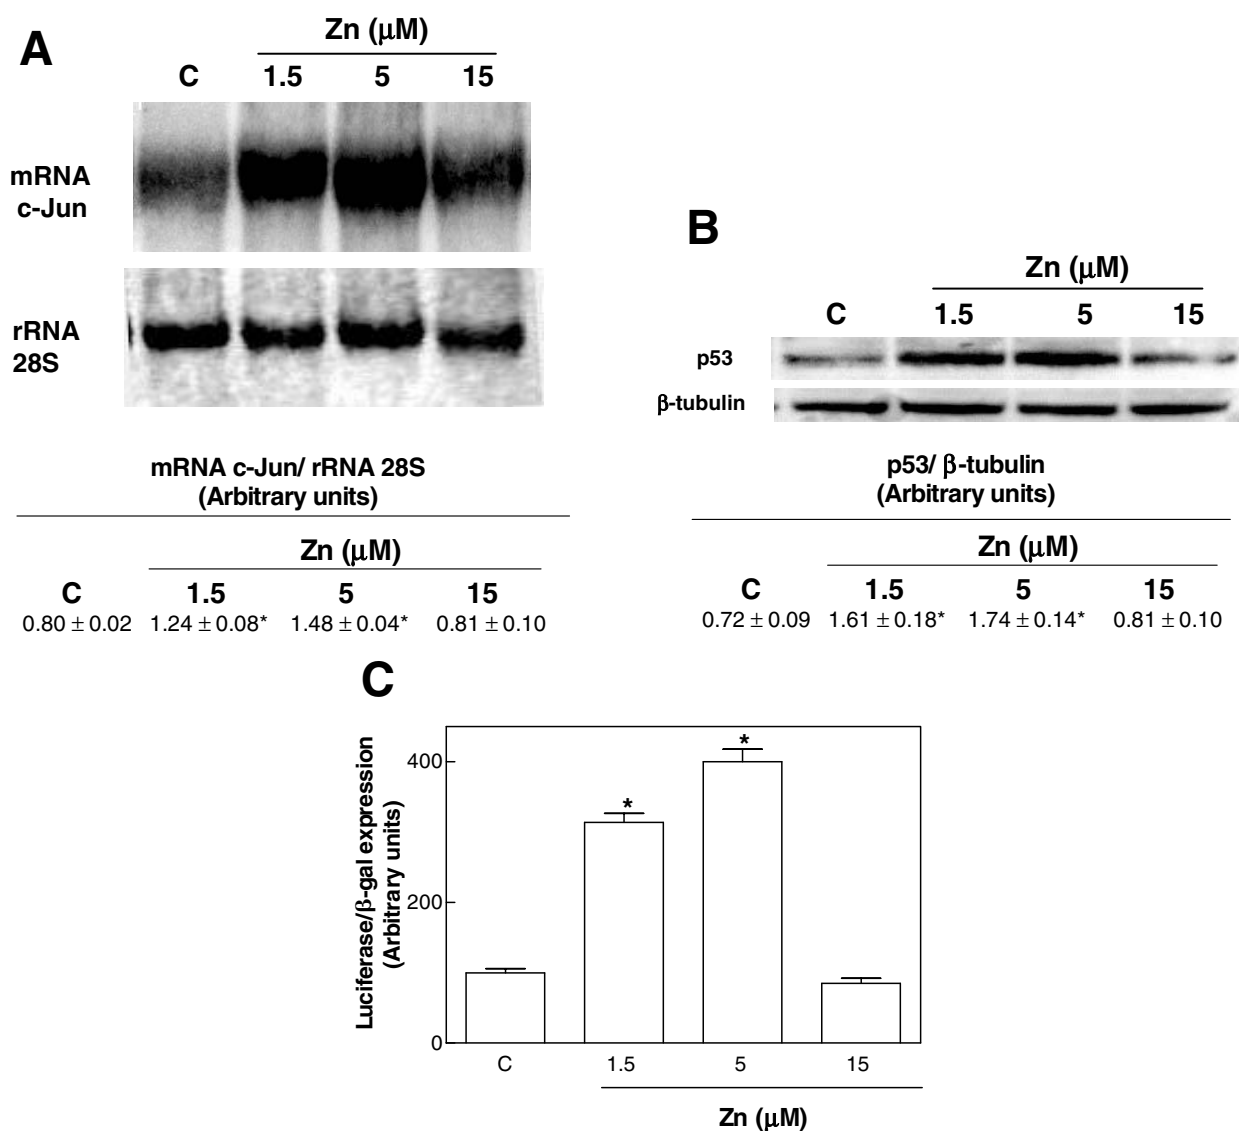 A
Zn (μM)
C 1.5 5 15
mRNA
c-Jun
rRNA
28S
mRNA c-Jun/ rRNA 28S
(Arbitrary units)
Zn (μM)
C 1.5 5 15
0.80 ± 0.02 1.24 ± 0.08* 1.48 ± 0.04* 0.81 ± 0.10
B
Zn (μM)
C 1.5 5 15
p53
β-tubulin
p53/ β-tubulin
(Arbitrary units)
Zn (μM)
C 1.5 5 15
0.72 ± 0.09 1.61 ± 0.18* 1.74 ± 0.14* 0.81 ± 0.10
C
Luciferase/β-gal expression
(Arbitrary units)
400
200
0
* *
C 1.5 5 15
Zn (μM)